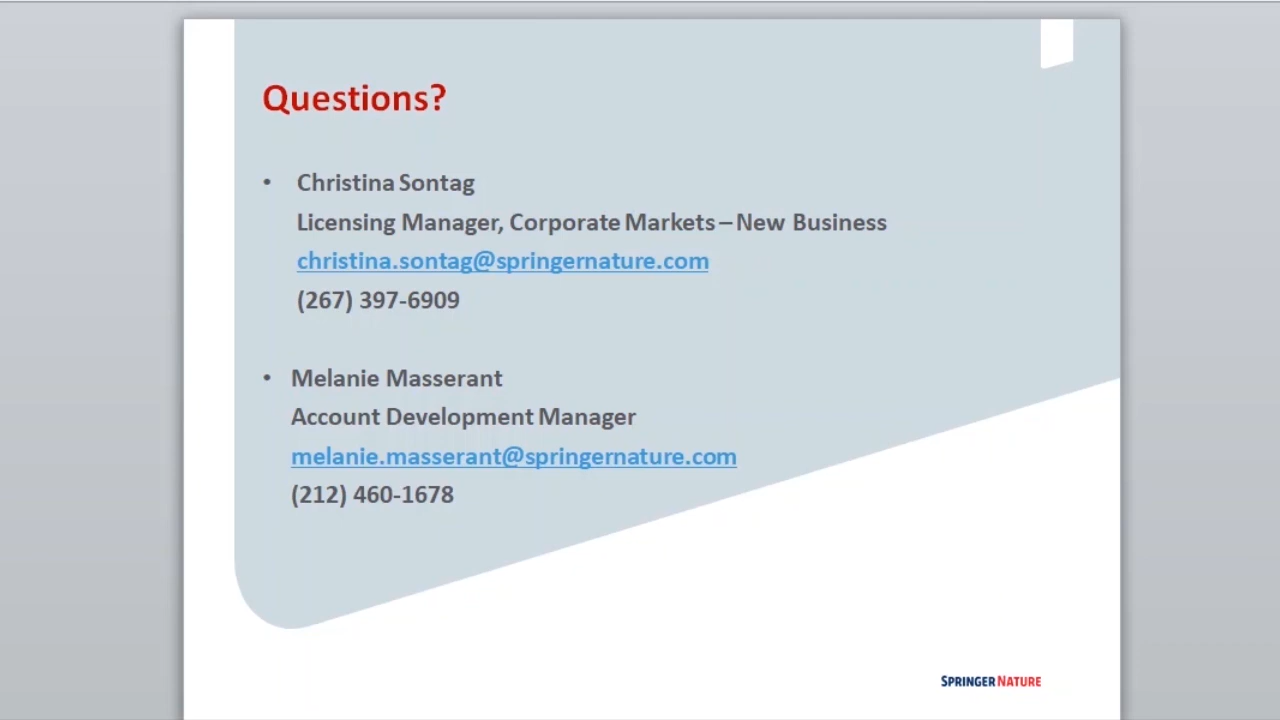 Questions?
• Christina Sontag
Licensing Manager, Corporate Markets – New Business
christina.sontag@springernature.com
(267) 397-6909
• Melanie Masserant
Account Development Manager
melanie.masserant@springernature.com
(212) 460-1678
SPRINGER NATURE